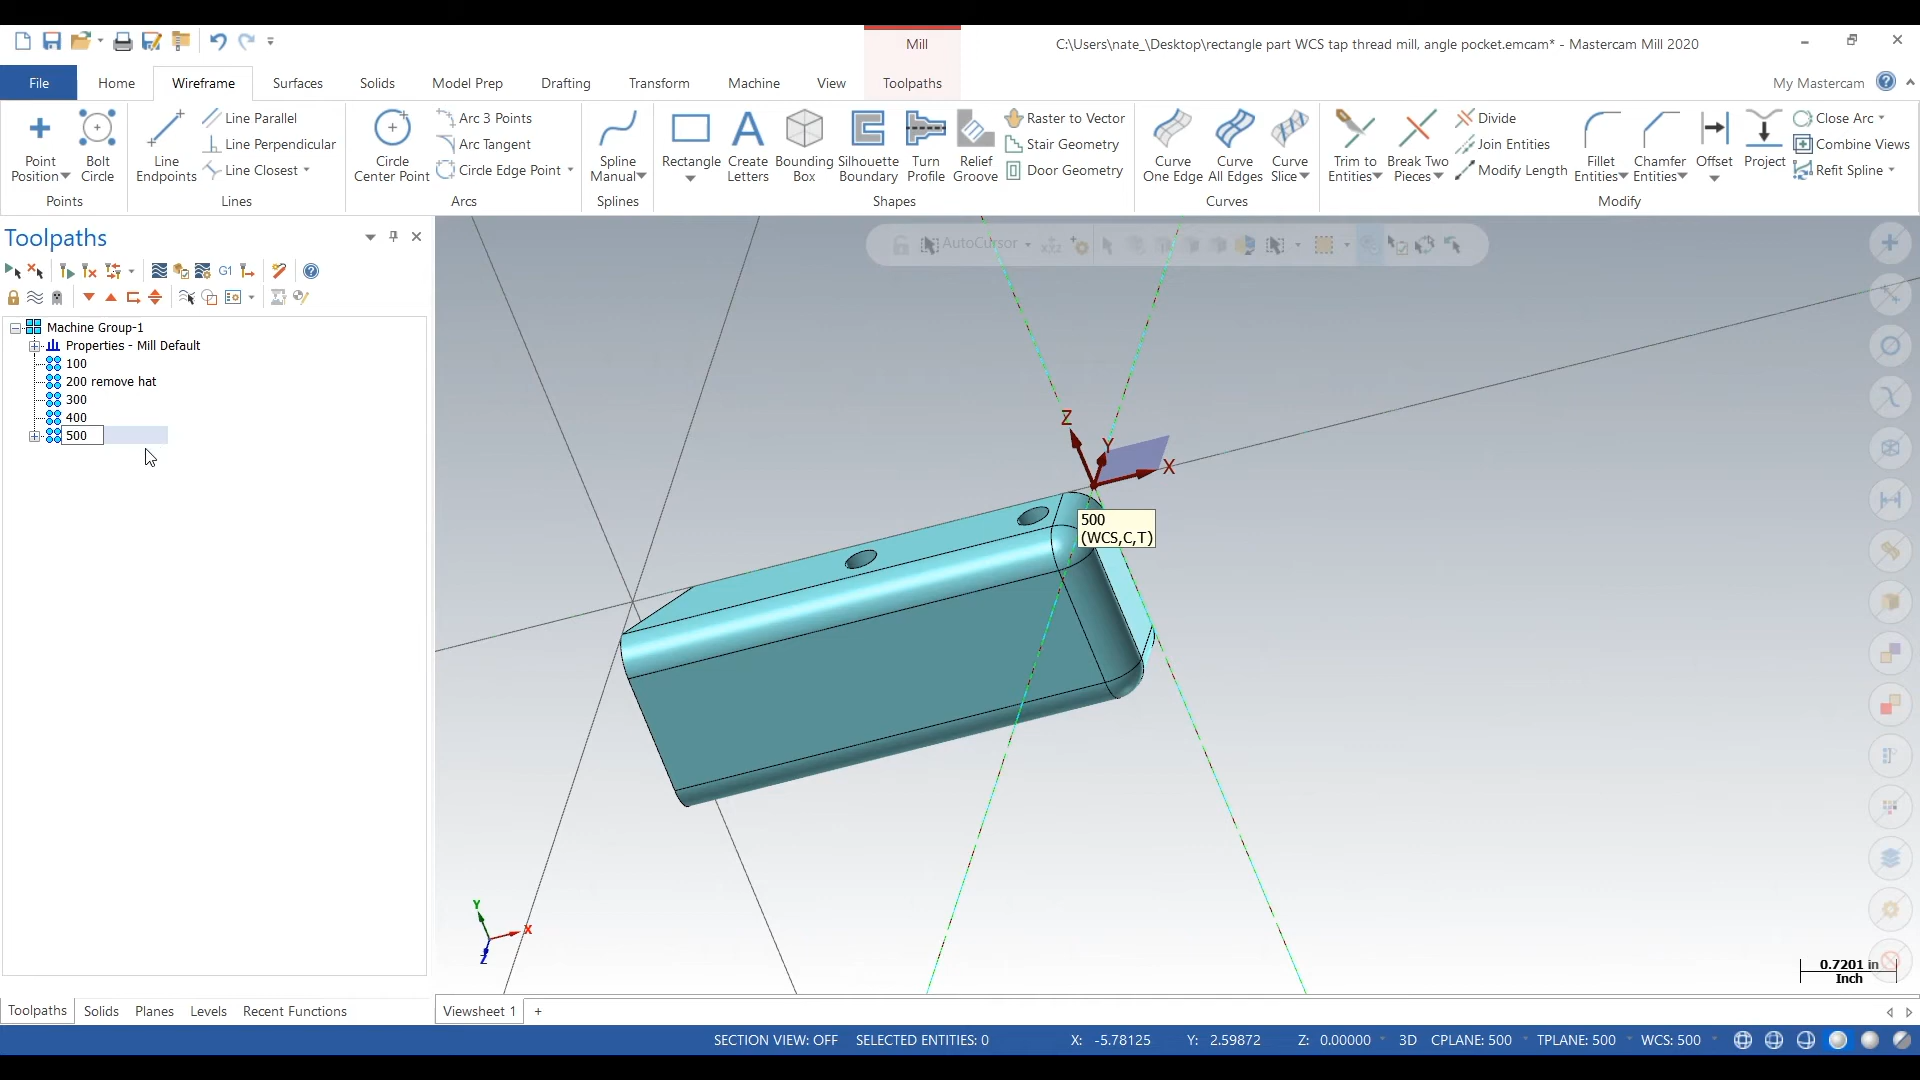 Mill
C:\Users\nate_\Desktop\rectangle part WCS tap thread mill, angle pocket.emcam* - Mastercam Mill 2020
File
Home
Wireframe
Surfaces
Solids
Model Prep
Drafting
Transform
Machine
View
Toolpaths
My Mastercam
Point Position
Bolt Circle
Points
Line Endpoints
Line Parallel
Line Perpendicular
Line Closest
Lines
Circle Center Point
Arc 3 Points
Arc Tangent
Circle Edge Point
Arcs
Spline Manual
Splines
Rectangle
Create Letters
Bounding Box
Silhouette Boundary
Turn Profile
Relief Groove
Raster to Vector
Stair Geometry
Door Geometry
Shapes
Curve One Edge
Curve All Edges
Curve Slice
Curves
Trim to Entities
Break Two Pieces
Divide
Join Entities
Modify Length
Fillet Entities
Chamfer Entities
Offset
Project
Close Arc
Combine Views
Refit Spline
Modify
Toolpaths
G1
AutoCursor
Machine Group-1
Properties - Mill Default
100
200 remove hat
300
400
500
Z
Y
X
500
(WCS,C,T)
Y
X
Z
0.7201 in
Inch
Toolpaths
Solids
Planes
Levels
Recent Functions
Viewsheet 1
+
SECTION VIEW: OFF
SELECTED ENTITIES: 0
X: -5.78125
Y: 2.59872
Z: 0.00000
3D
CPLANE: 500
TPLANE: 500
WCS: 500